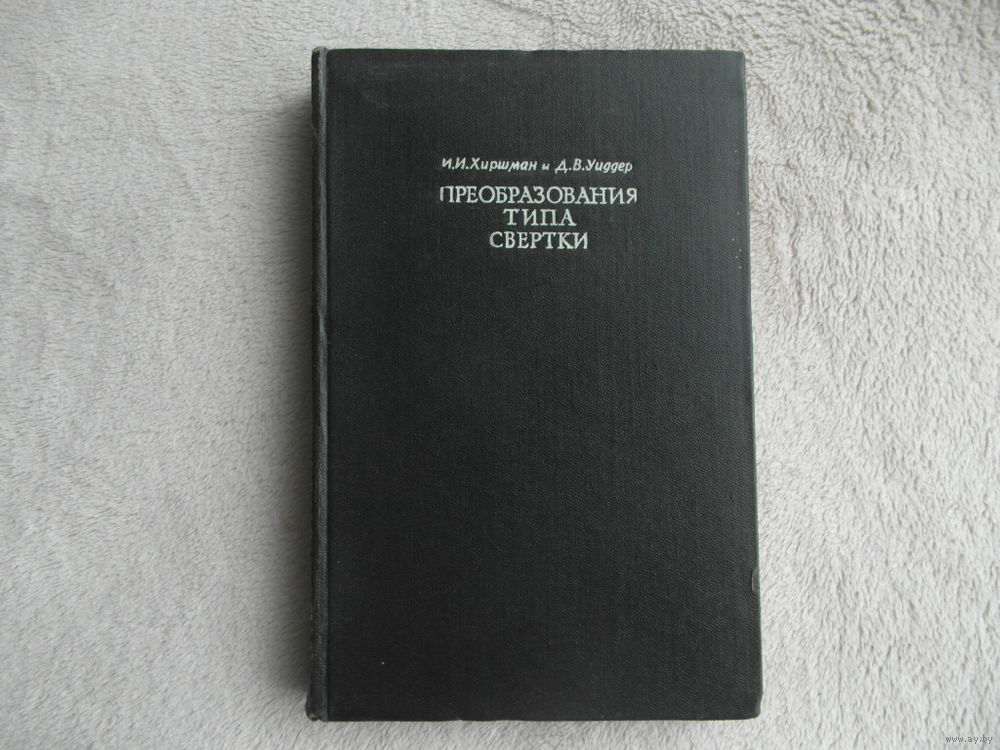 И.И.Хиршман и Д.В.Уиддер
ПРЕОБРАЗОВАНИЯ
ТИПА
СВЕРТКИ
www.ay.by